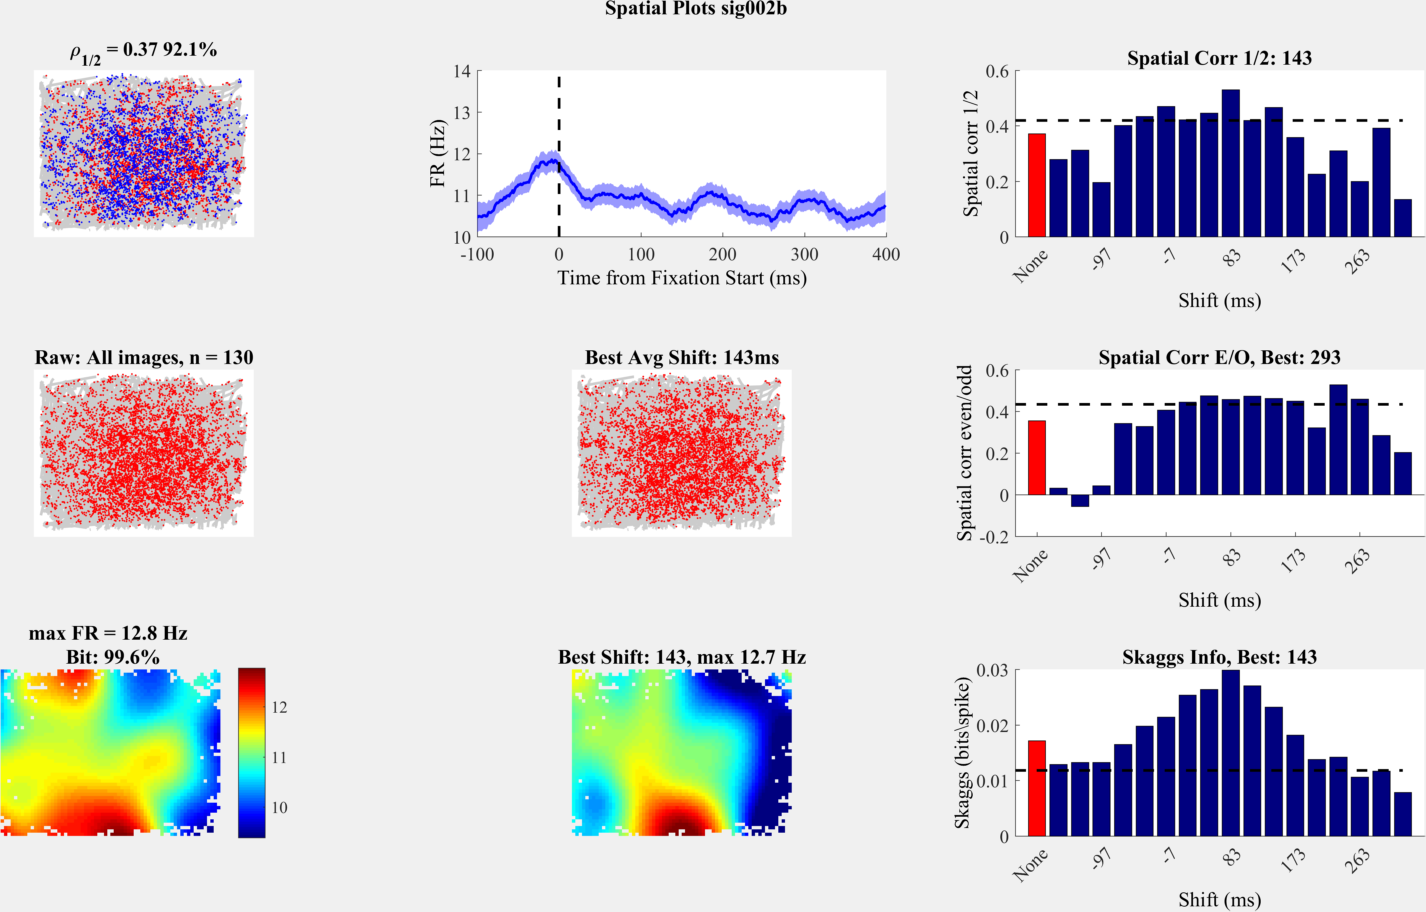 Spatial Plots sig002b
ρ1/2 = 0.37 92.1%
14
13
12
11
10
FR (Hz)
-100
0
100
200
300
400
Time from Fixation Start (ms)
Spatial Corr 1/2: 143
0.6
0.4
0.2
0
Spatial corr 1/2
None
-97
-7
83
173
263
Shift (ms)
Raw: All images, n = 130
Best Avg Shift: 143ms
Spatial Corr E/O, Best: 293
0.6
0.4
0.2
0
-0.2
Spatial corr even/odd
None
-97
-7
83
173
263
Shift (ms)
max FR = 12.8 Hz
Bit: 99.6%
12
11
10
Best Shift: 143, max 12.7 Hz
Skaggs Info, Best: 143
0.03
0.02
0.01
0
Skaggs (bits\spike)
None
-97
-7
83
173
263
Shift (ms)